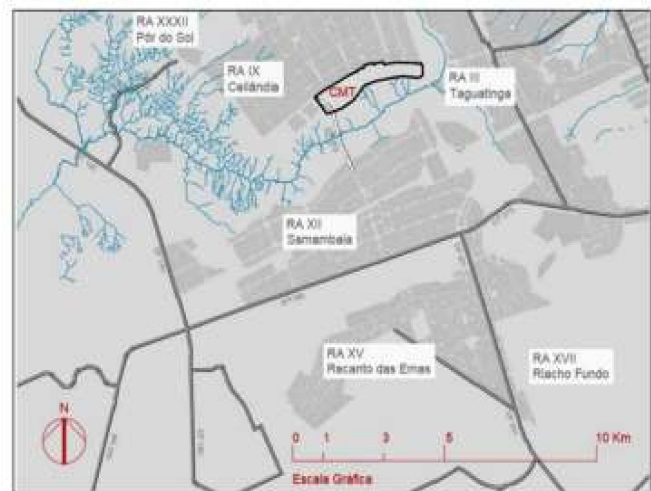 RA XXXII
Pôr do Sol
RA IX
Ceilândia
CMT
RA III
Taguatinga
RA XII
Samambaia
RA XV
Recanto das Emas
RA XVII
Riacho Fundo
N
0 1 3 5 10 Km
Escala Gráfica